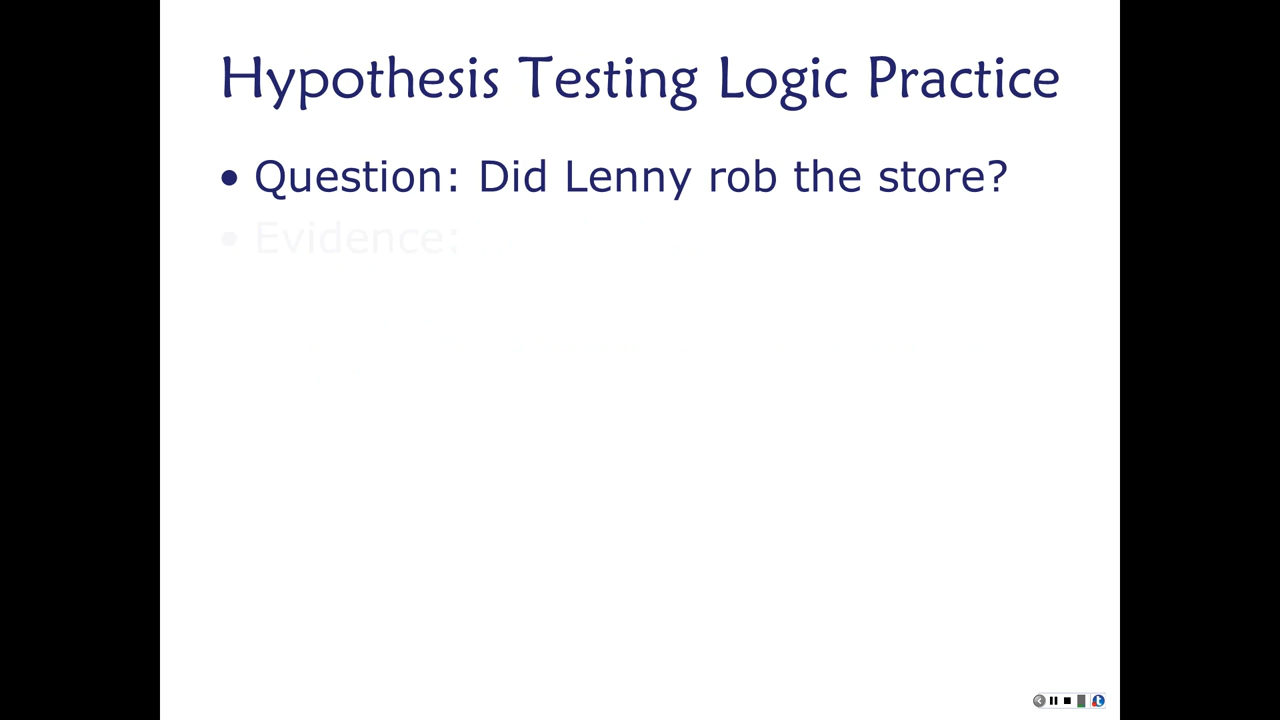 Hypothesis Testing Logic Practice
• Question: Did Lenny rob the store?
• Evidence: